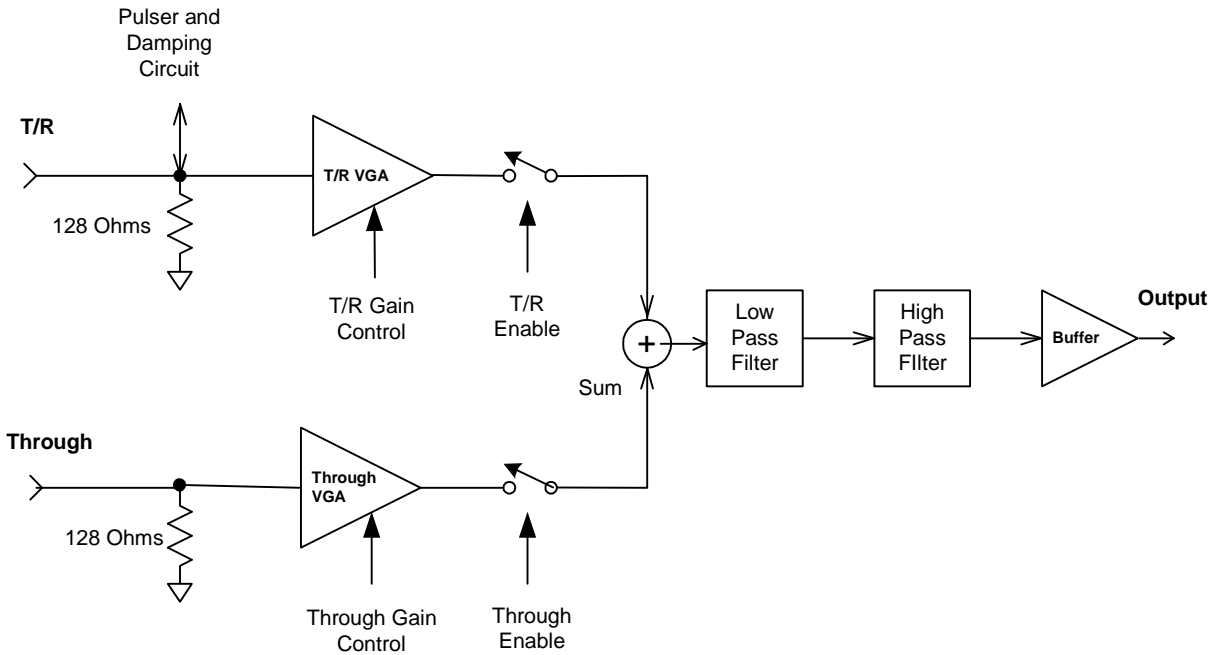 Pulser and
Damping
Circuit
T/R
128 Ohms
T/R VGA
T/R Gain
Control
T/R
Enable
Sum
+
Low
Pass
Filter
High
Pass
FIlter
Buffer
Output
Through
128 Ohms
Through
VGA
Through Gain
Control
Through
Enable